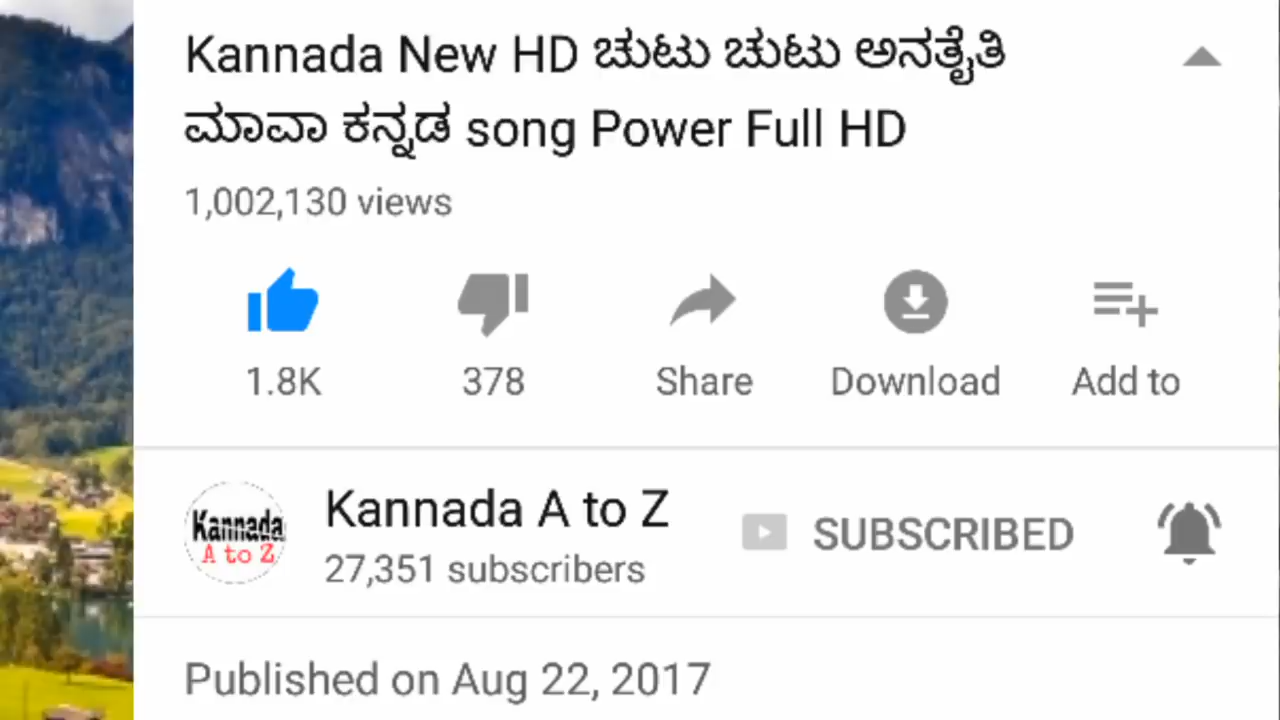 Kannada New HD ಚುಟು ಚುಟು ಅನತೈತಿ
ಮಾವಾ ಕನ್ನಡ song Power Full HD
1,002,130 views
1.8K 378 Share Download Add to
Kannada
A to Z
Kannada A to Z
27,351 subscribers
SUBSCRIBED
Published on Aug 22, 2017